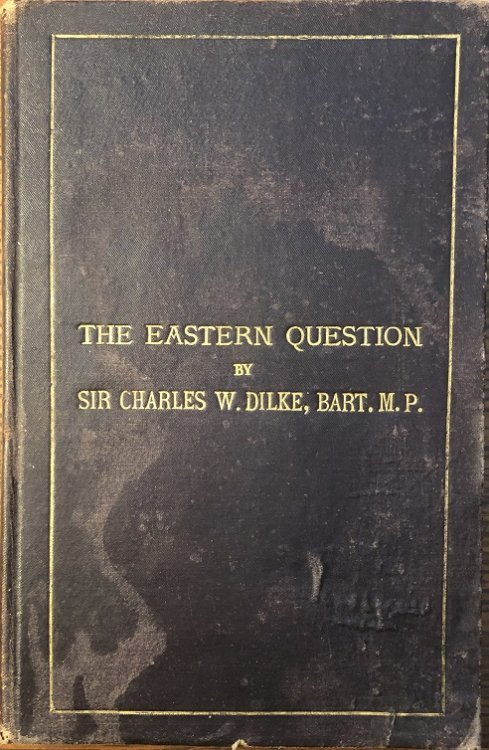 THE EASTERN QUESTION
BY
SIR CHARLES W. DILKE, BART. M. P.